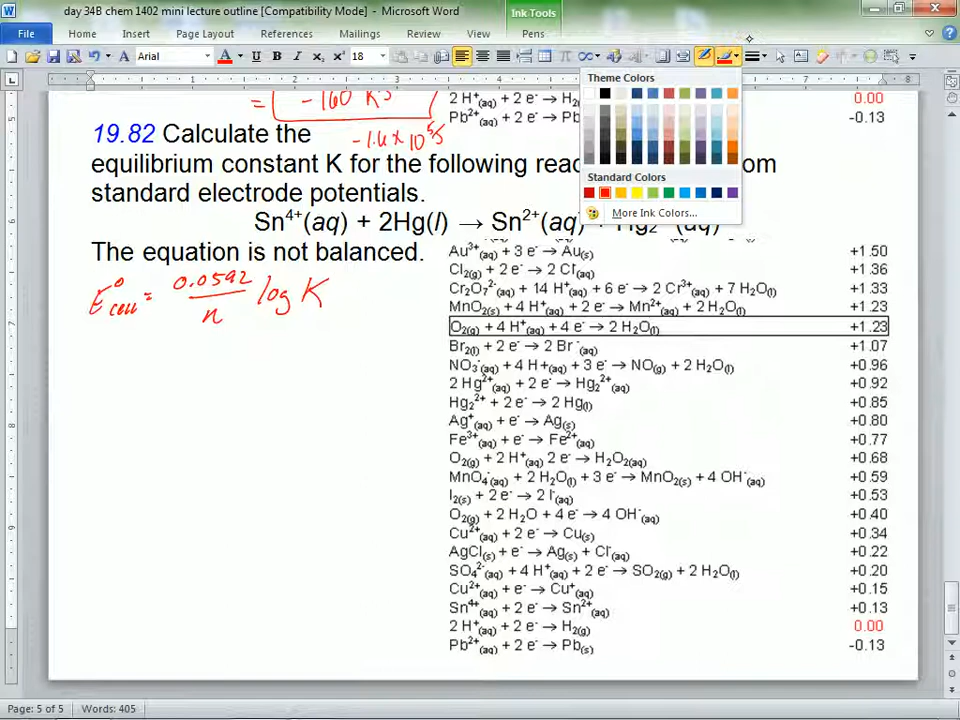 day 34B chem 1402 mini lecture outline [Compatibility Mode] - Microsoft Word
Ink Tools
File Home Insert Page Layout References Mailings Review View Pens
Arial 18
Theme Colors
Standard Colors
More Ink Colors...
1 2 3 4 7 8
= -160 KJ
-1.6 x 10⁵ J
2 H⁺(aq) + 2 e⁻ → H₂ 0.00
Pb²⁺(aq) + 2 e⁻ → Pb -0.13
19.82 Calculate the
equilibrium constant K for the following reac om
standard electrode potentials.
Sn⁴⁺(aq) + 2Hg(l) → Sn²⁺(aq) + Hg₂ (aq)
The equation is not balanced.
E°cell = 0.0592/n log K
Au³⁺(aq) + 3 e⁻ → Au(s) +1.50
Cl₂(g) + 2 e⁻ → 2 Cl⁻(aq) +1.36
Cr₂O₇²⁻(aq) + 14 H⁺(aq) + 6 e⁻ → 2 Cr³⁺(aq) + 7 H₂O(l) +1.33
MnO₂(s) + 4 H⁺(aq) + 2 e⁻ → Mn²⁺(aq) + 2 H₂O(l) +1.23
O₂(g) + 4 H⁺(aq) + 4 e⁻ → 2 H₂O(l) +1.23
Br₂(l) + 2 e⁻ → 2 Br⁻(aq) +1.07
NO₃⁻(aq) + 4 H+(aq) + 3 e⁻ → NO(g) + 2 H₂O(l) +0.96
2 Hg²⁺(aq) + 2 e⁻ → Hg₂²⁺(aq) +0.92
Hg₂²⁺ + 2 e⁻ → 2 Hg(l) +0.85
Ag⁺(aq) + e⁻ → Ag(s) +0.80
Fe³⁺(aq) + e⁻ → Fe²⁺(aq) +0.77
O₂(g) + 2 H⁺(aq) 2 e⁻ → H₂O₂(aq) +0.68
MnO₄⁻(aq) + 2 H₂O(l) + 3 e⁻ → MnO₂(s) + 4 OH⁻(aq) +0.59
I₂(s) + 2 e⁻ → 2 I⁻(aq) +0.53
O₂(g) + 2 H₂O + 4 e⁻ → 4 OH⁻(aq) +0.40
Cu²⁺(aq) + 2 e⁻ → Cu(s) +0.34
AgCl(s) + e⁻ → Ag(s) + Cl⁻(aq) +0.22
SO₄²⁻(aq) + 4 H⁺(aq) + 2 e⁻ → SO₂(g) + 2 H₂O(l) +0.20
Cu²⁺(aq) + e⁻ → Cu⁺(aq) +0.15
Sn⁴⁺(aq) + 2 e⁻ → Sn²⁺(aq) +0.13
2 H⁺(aq) + 2 e⁻ → H₂(g) 0.00
Pb²⁺(aq) + 2 e⁻ → Pb(s) -0.13
Page: 5 of 5 Words: 405